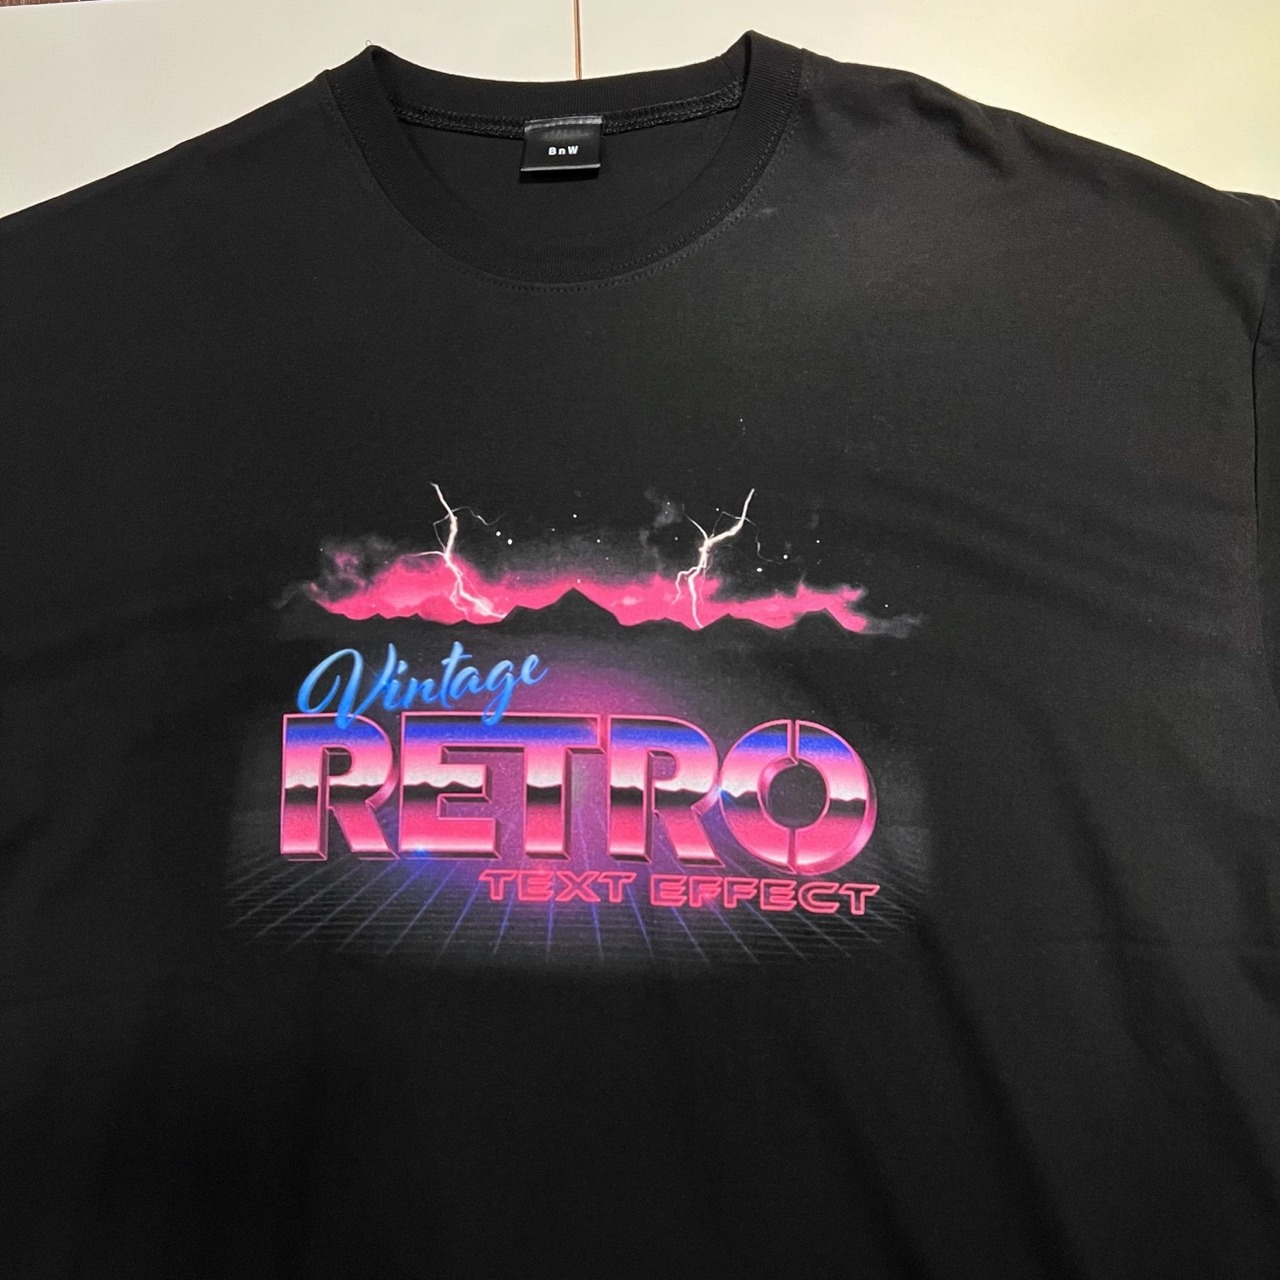 BnW
Vintage
RETRO
TEXT EFFECT